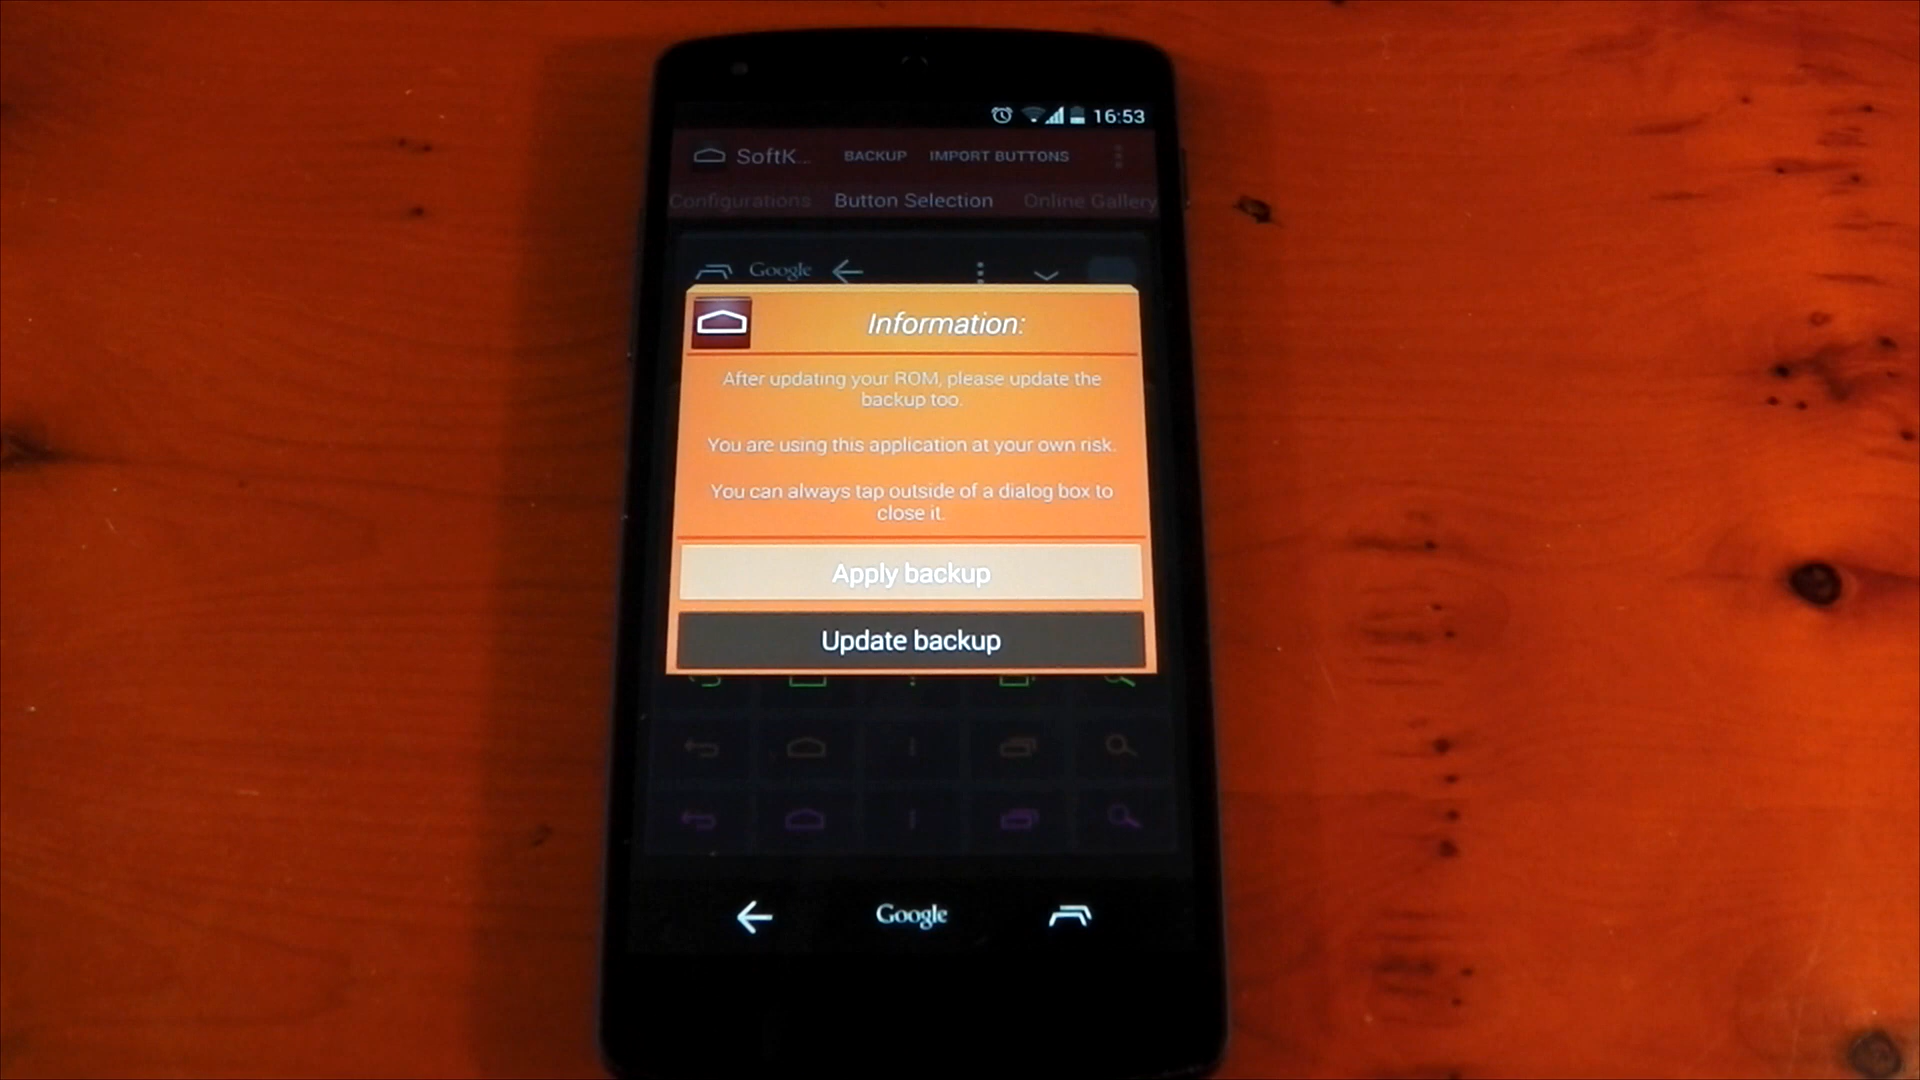 16:53
SoftK...
BACKUP
IMPORT BUTTONS
Configurations
Button Selection
Online Gallery
Google
Information:
After updating your ROM, please update the
backup too.
You are using this application at your own risk.
You can always tap outside of a dialog box to
close it.
Apply backup
Update backup
Google